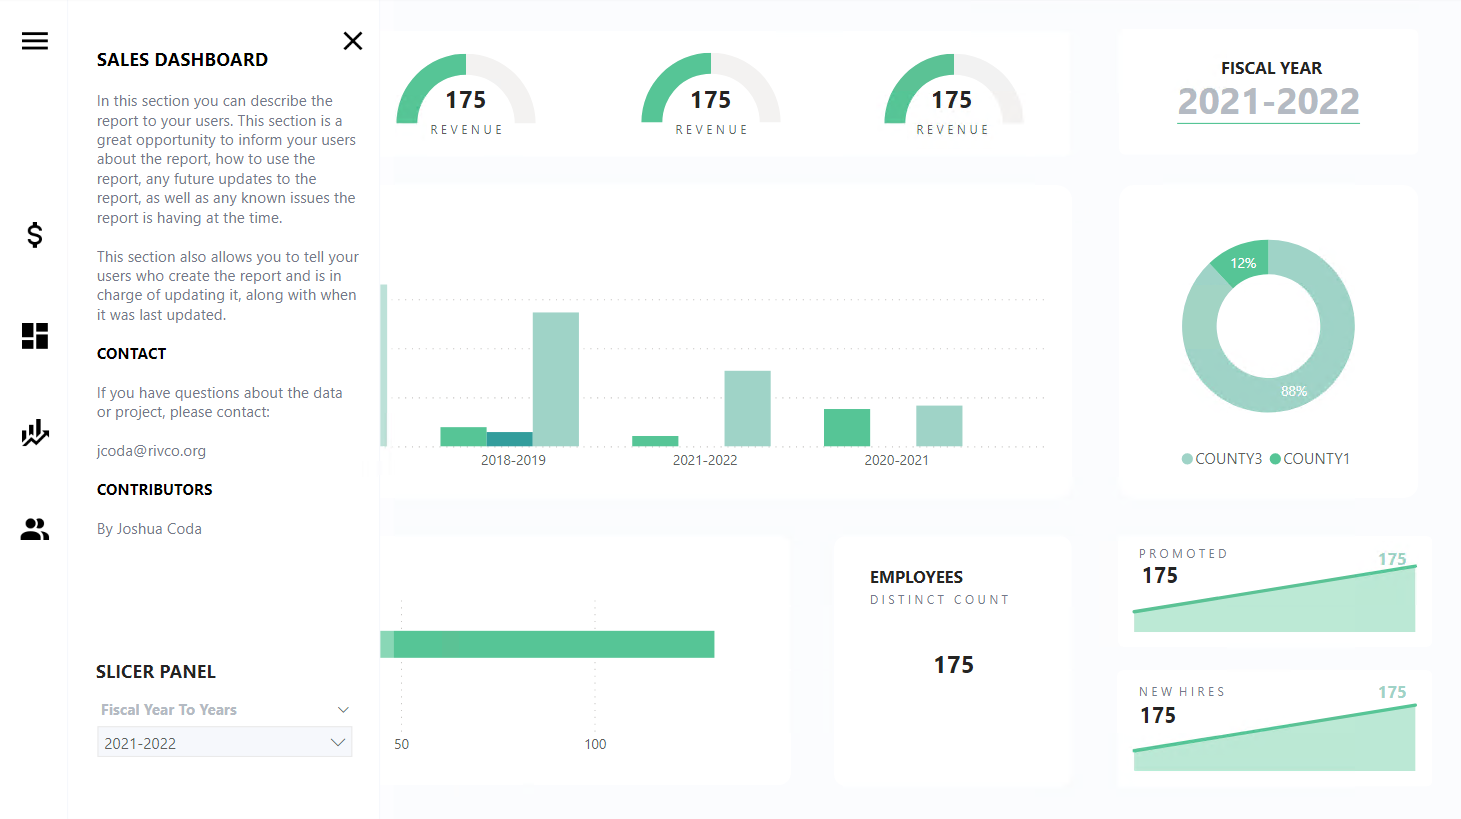 SALES DASHBOARD
In this section you can describe the
report to your users. This section is a
great opportunity to inform your users
about the report, how to use the
report, any future updates to the
report, as well as any known issues the
report is having at the time.
This section also allows you to tell your
users who create the report and is in
charge of updating it, along with when
it was last updated.
CONTACT
If you have questions about the data
or project, please contact:
jcoda@rivco.org
CONTRIBUTORS
By Joshua Coda
SLICER PANEL
Fiscal Year To Years
2021-2022
175
REVENUE
175
REVENUE
175
REVENUE
FISCAL YEAR
2021-2022
2018-2019
2021-2022
2020-2021
12%
88%
COUNTY3 COUNTY1
50
100
EMPLOYEES
DISTINCT COUNT
175
PROMOTED
175
175
NEW HIRES
175
175